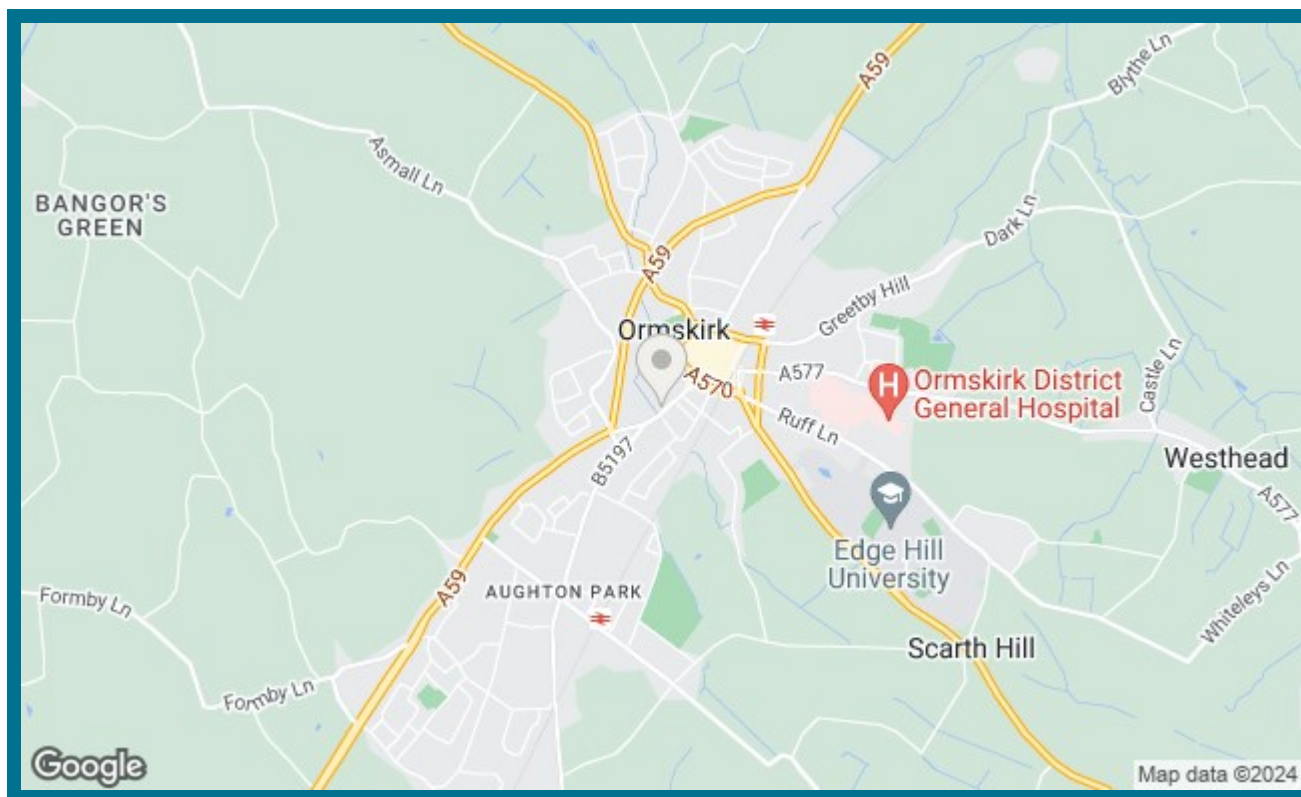 A59
Blythe Ln
Asmall Ln
BANGOR'S
GREEN
Dark Ln
A59
Greetby Hill
Ormskirk
A570
A577
Ormskirk District
General Hospital
H
Castle Ln
Ruff Ln
B5197
Westhead
A577
Edge Hill
University
A59
AUGHTON PARK
Formby Ln
Whiteleys Ln
Scarth Hill
Formby Ln
Google
Map data ©2024